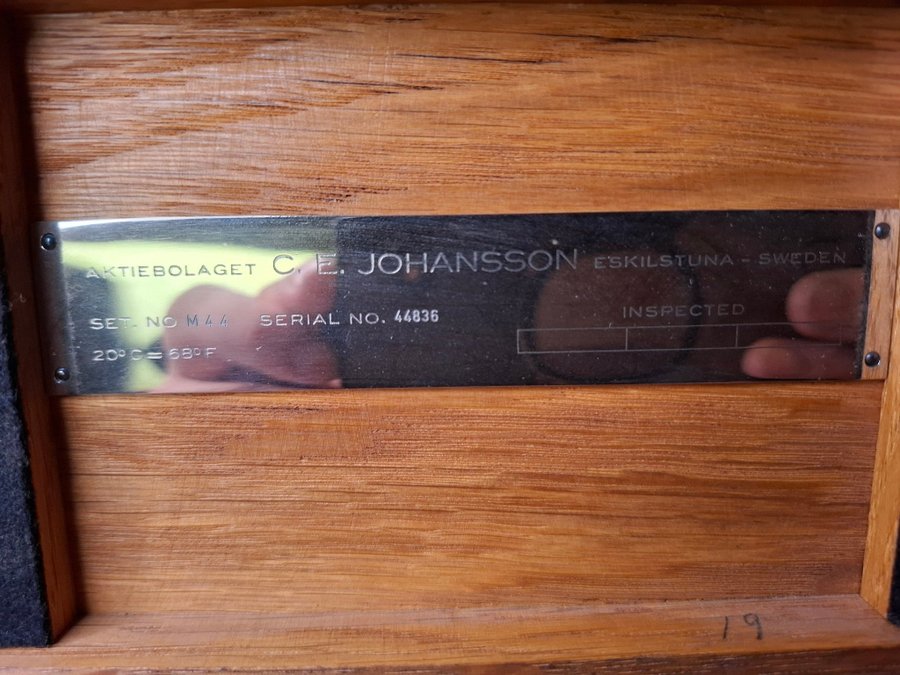 AKTIEBOLAGET C. E. JOHANSSON ESKILSTUNA - SWEDEN
SET. NO M44 SERIAL NO. 44836
INSPECTED
20° C = 68° F
19